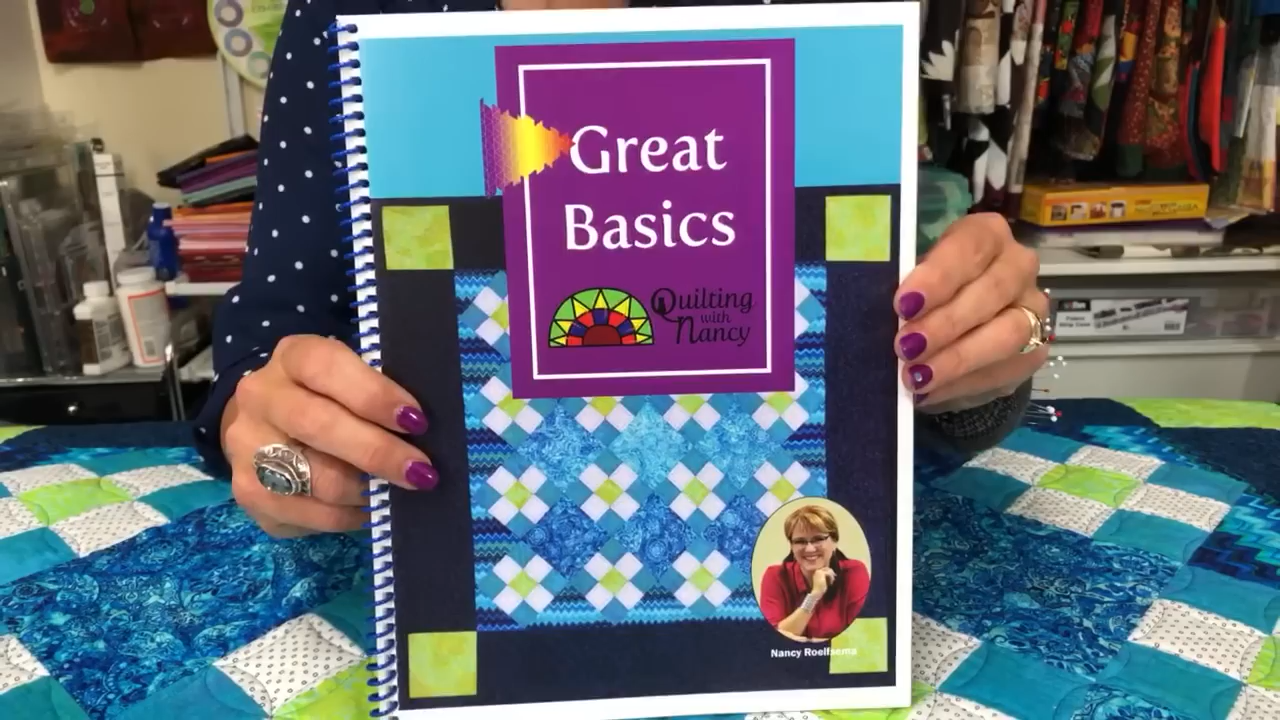 Great
Basics
Quilting
with
Nancy
Nancy Roelfsema